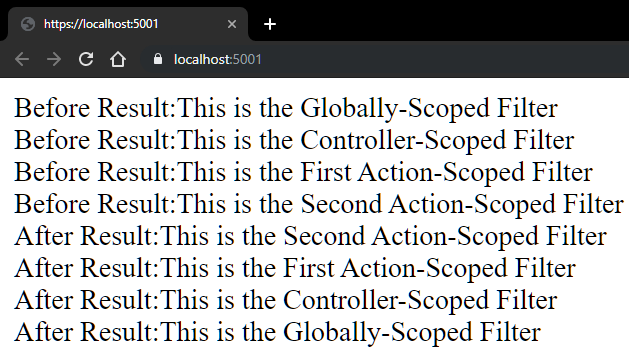 https://localhost:5001
localhost:5001
Before Result:This is the Globally-Scoped Filter
Before Result:This is the Controller-Scoped Filter
Before Result:This is the First Action-Scoped Filter
Before Result:This is the Second Action-Scoped Filter
After Result:This is the Second Action-Scoped Filter
After Result:This is the First Action-Scoped Filter
After Result:This is the Controller-Scoped Filter
After Result:This is the Globally-Scoped Filter